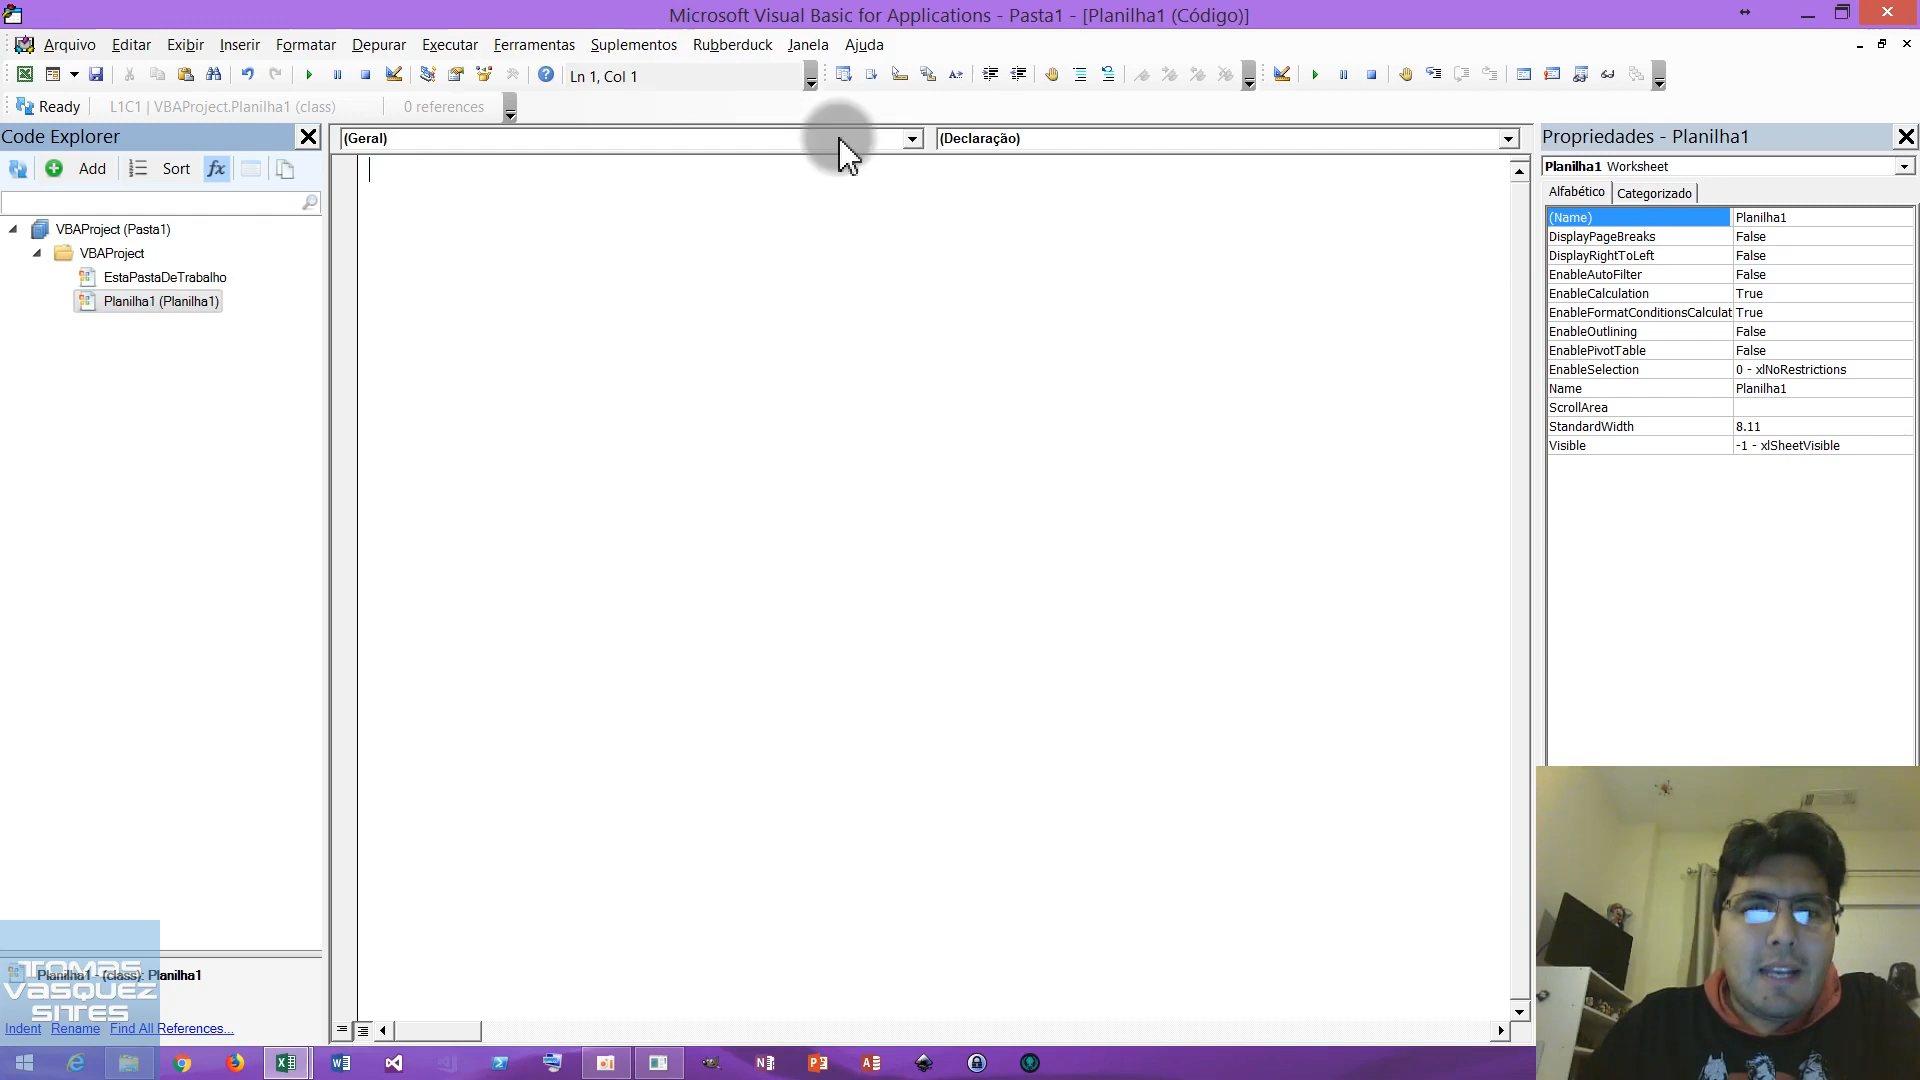 Microsoft Visual Basic for Applications - Pasta1 - [Planilha1 (Código)]
Arquivo Editar Exibir Inserir Formatar Depurar Executar Ferramentas Suplementos Rubberduck Janela Ajuda
Ln 1, Col 1
Ready L1C1 | VBAProject.Planilha1 (class) 0 references
Code Explorer
Add Sort fx
VBAProject (Pasta1)
VBAProject
EstaPastaDeTrabalho
Planilha1 (Planilha1)
Planilha1 - (class): Planilha1
TOMAS
VASQUEZ
SITES
Indent Rename Find All References...
(Geral) (Declaração)
Propriedades - Planilha1
Planilha1 Worksheet
Alfabético Categorizado
(Name) Planilha1
DisplayPageBreaks False
DisplayRightToLeft False
EnableAutoFilter False
EnableCalculation True
EnableFormatConditionsCalculat True
EnableOutlining False
EnablePivotTable False
EnableSelection 0 - xlNoRestrictions
Name Planilha1
ScrollArea
StandardWidth 8.11
Visible -1 - xlSheetVisible